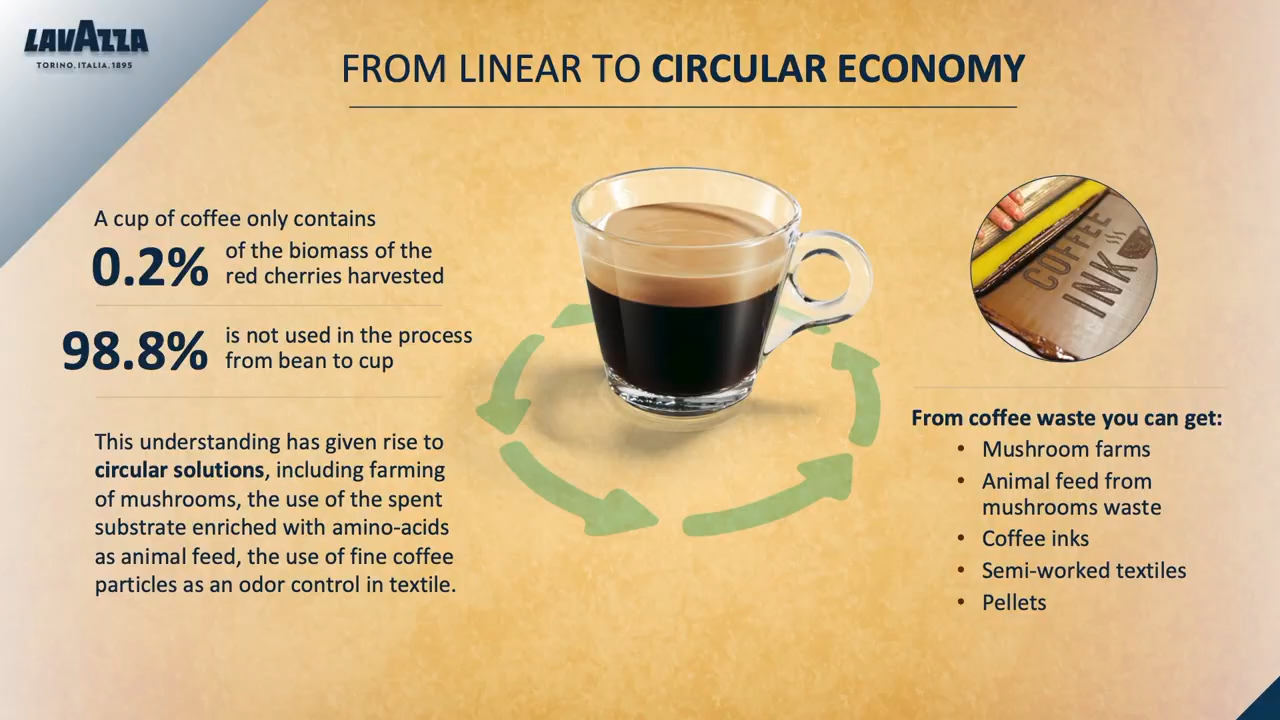 LAVAZZA
TORINO.ITALIA.1895
FROM LINEAR TO CIRCULAR ECONOMY
A cup of coffee only contains
0.2% of the biomass of the
red cherries harvested
98.8% is not used in the process
from bean to cup
This understanding has given rise to
circular solutions, including farming
of mushrooms, the use of the spent
substrate enriched with amino-acids
as animal feed, the use of fine coffee
particles as an odor control in textile.
COFFEE
INK
From coffee waste you can get:
• Mushroom farms
• Animal feed from
mushrooms waste
• Coffee inks
• Semi-worked textiles
• Pellets